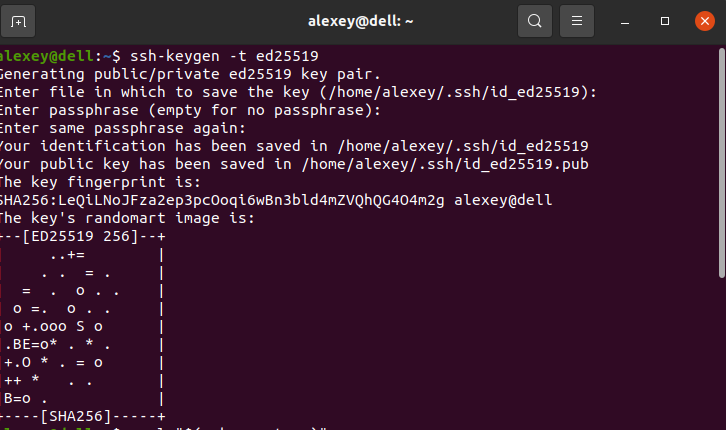 alexey@dell: ~
alexey@dell:~$ ssh-keygen -t ed25519
Generating public/private ed25519 key pair.
Enter file in which to save the key (/home/alexey/.ssh/id_ed25519):
Enter passphrase (empty for no passphrase):
Enter same passphrase again:
Your identification has been saved in /home/alexey/.ssh/id_ed25519
Your public key has been saved in /home/alexey/.ssh/id_ed25519.pub
The key fingerprint is:
SHA256:LeQiLNoJFza2ep3pcOoqi6wBn3bld4mZVQhQG4O4m2g alexey@dell
The key's randomart image is:
+--[ED25519 256]--+
|     ..+=        |
|    . .  = .     |
|  =  .  o . .    |
| o =.  o . .     |
|o +.ooo S o      |
|.BE=o* . * .     |
|+.O * . = o      |
|++ *   . .       |
|B=o .            |
+----[SHA256]-----+